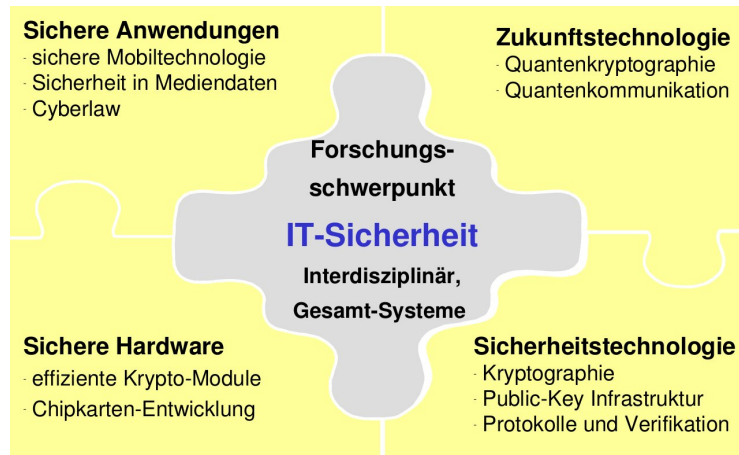 Sichere Anwendungen
- sichere Mobiltechnologie
- Sicherheit in Mediendaten
- Cyberlaw
Zukunftstechnologie
- Quantenkryptographie
- Quantenkommunikation
Forschungs-
schwerpunkt
IT-Sicherheit
Interdisziplinär,
Gesamt-Systeme
Sichere Hardware
- effiziente Krypto-Module
- Chipkarten-Entwicklung
Sicherheitstechnologie
- Kryptographie
- Public-Key Infrastruktur
- Protokolle und Verifikation